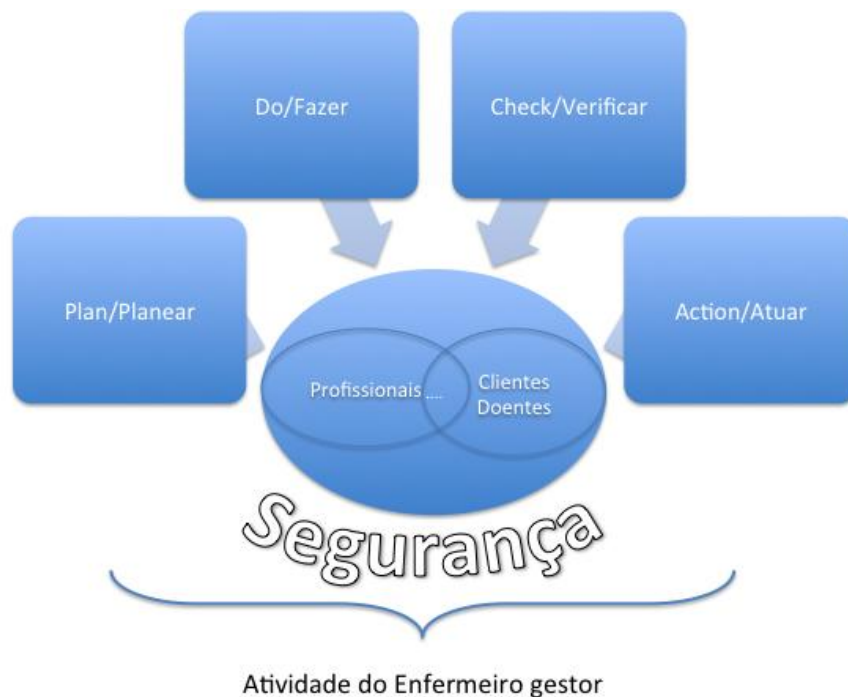 Do/Fazer
Check/Verificar
Plan/Planear
Action/Atuar
Profissionais ....
Clientes
Doentes
Segurança
Atividade do Enfermeiro gestor